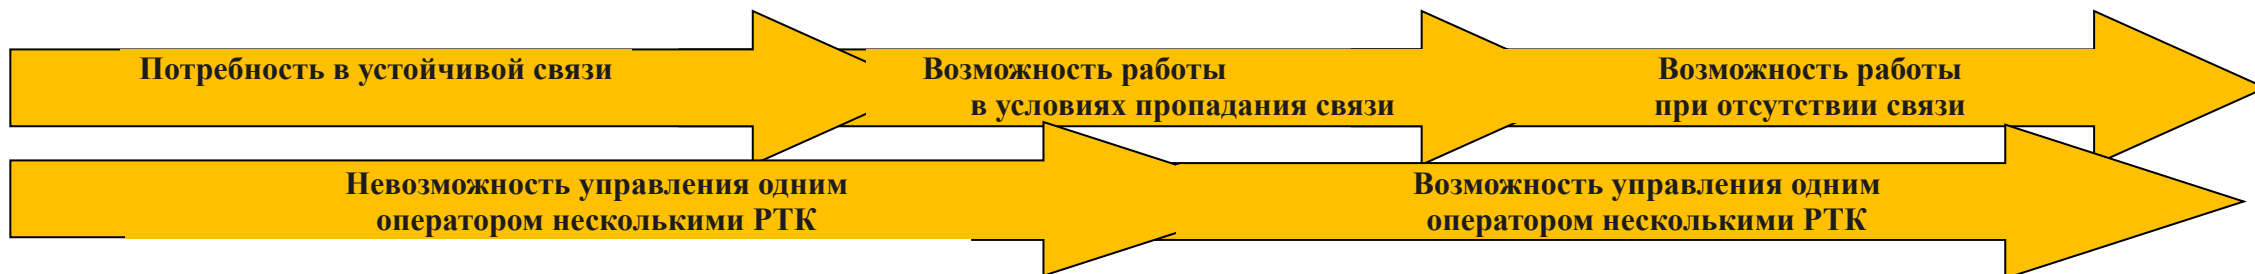 Потребность в устойчивой связи
Возможность работы
в условиях пропадания связи
Возможность работы
при отсутствии связи
Невозможность управления одним
оператором несколькими РТК
Возможность управления одним
оператором несколькими РТК